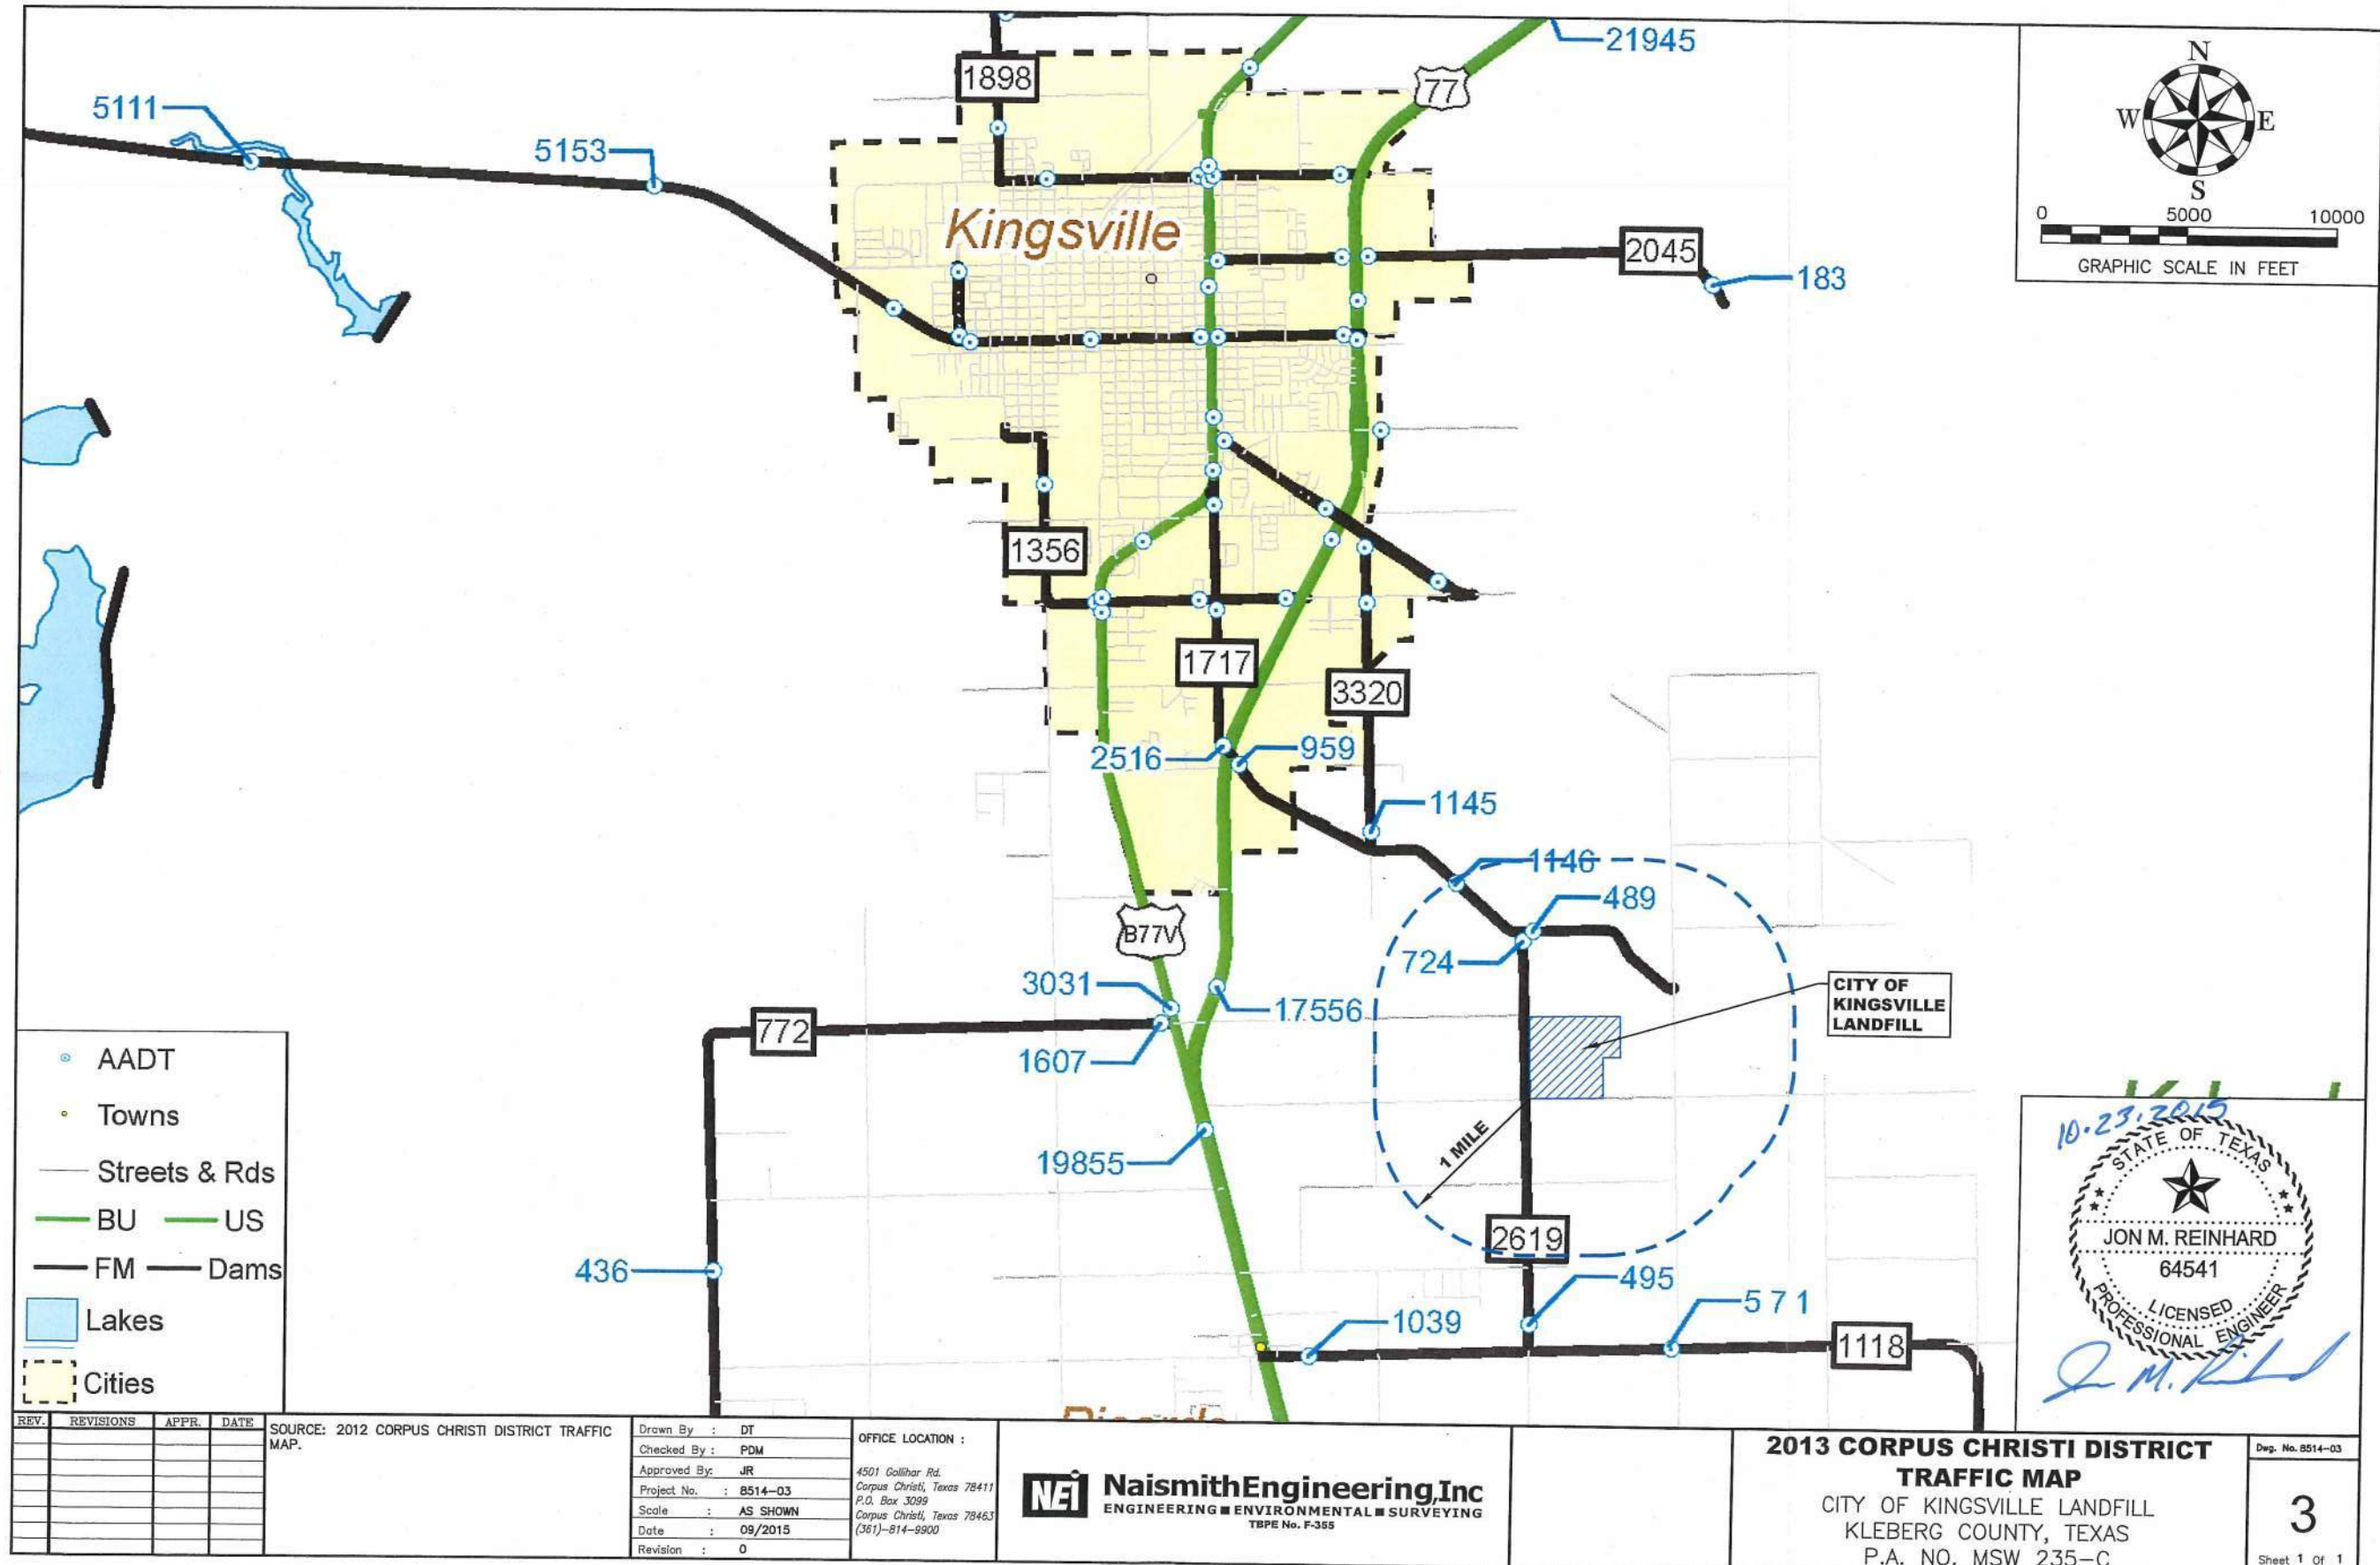 21945
1898
77
5111
5153
Kingsville
2045
183
N
W
E
S
0 5000 10000
GRAPHIC SCALE IN FEET
1356
1717
3320
2516
959
1145
1146
489
724
B77V
3031
17556
772
1607
CITY OF
KINGSVILLE
LANDFILL
19855
1 MILE
436
2619
495
571
1039
1118
AADT
Towns
Streets & Rds
BU US
FM Dams
Lakes
Cities
10.23.2015
STATE OF TEXAS
JON M. REINHARD
64541
LICENSED
PROFESSIONAL ENGINEER
REV. REVISIONS APPR. DATE
SOURCE: 2012 CORPUS CHRISTI DISTRICT TRAFFIC
MAP.
Drawn By : DT
Checked By : PDM
Approved By: JR
Project No. : 8514-03
Scale : AS SHOWN
Date : 09/2015
Revision : 0
OFFICE LOCATION :
4501 Gollihar Rd.
Corpus Christi, Texas 78411
P.O. Box 3099
Corpus Christi, Texas 78463
(361)-814-9900
NEi
NaismithEngineering,Inc
ENGINEERING ■ ENVIRONMENTAL ■ SURVEYING
TBPE No. F-355
2013 CORPUS CHRISTI DISTRICT
TRAFFIC MAP
CITY OF KINGSVILLE LANDFILL
KLEBERG COUNTY, TEXAS
P.A. NO. MSW 235-C
Dwg. No. 8514-03
3
Sheet 1 Of 1